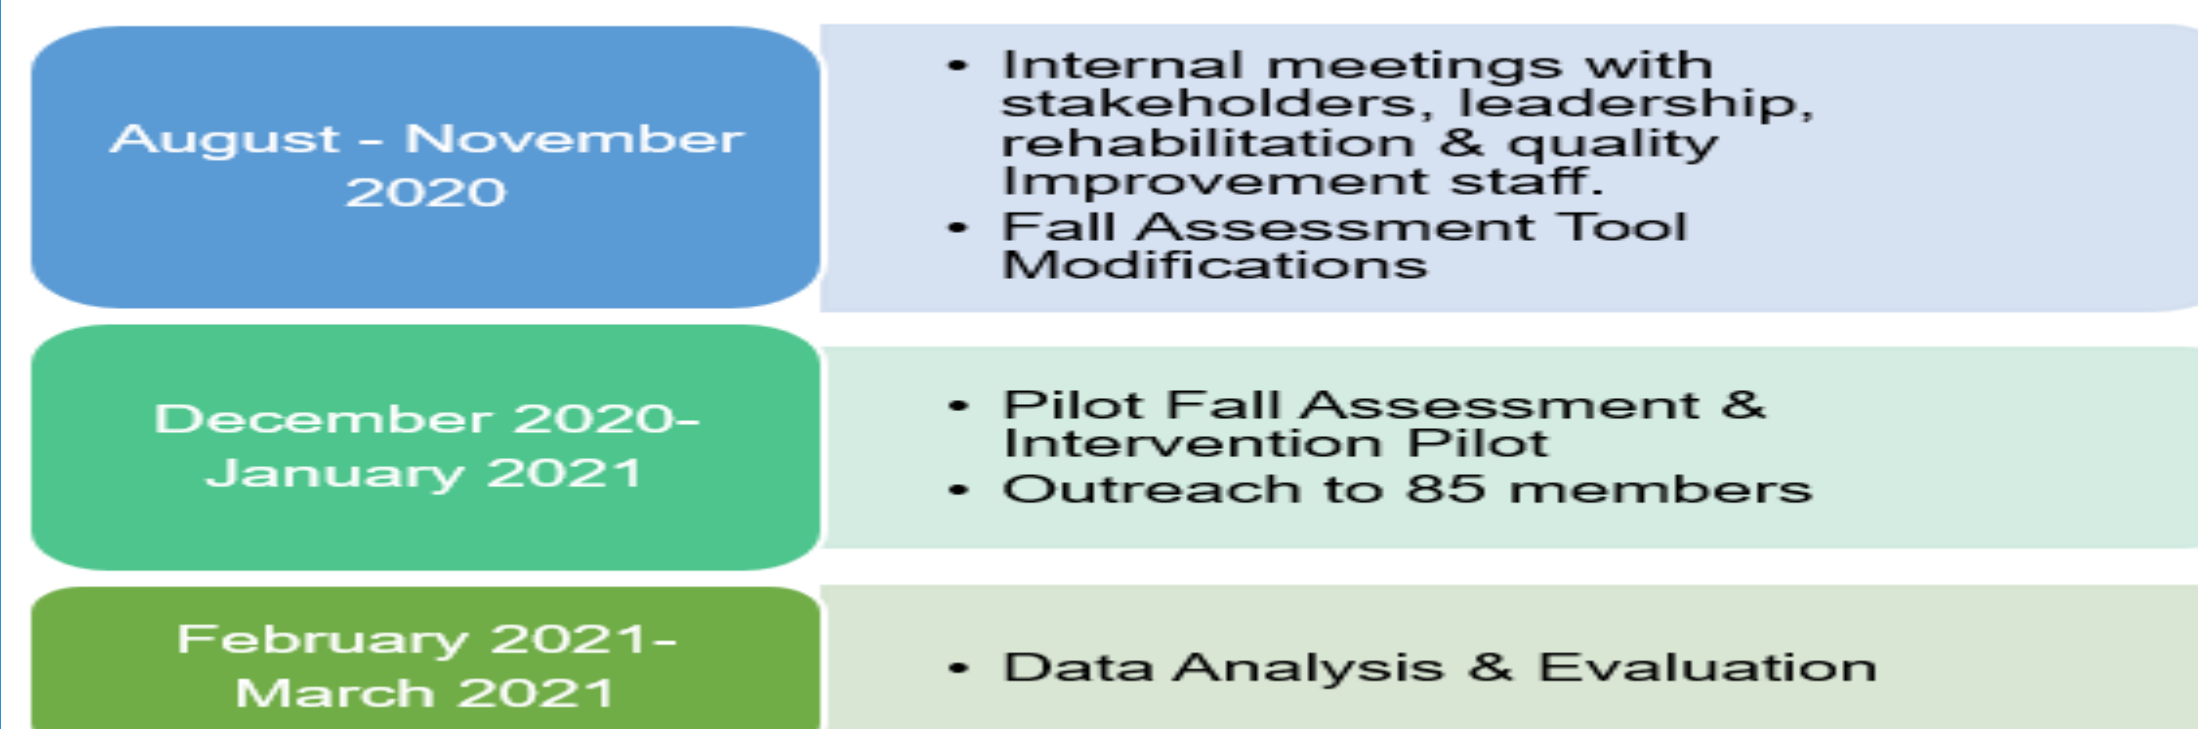 August - November
2020
• Internal meetings with
stakeholders, leadership,
rehabilitation & quality
Improvement staff.
• Fall Assessment Tool
Modifications
December 2020-
January 2021
• Pilot Fall Assessment &
Intervention Pilot
• Outreach to 85 members
February 2021-
March 2021
• Data Analysis & Evaluation